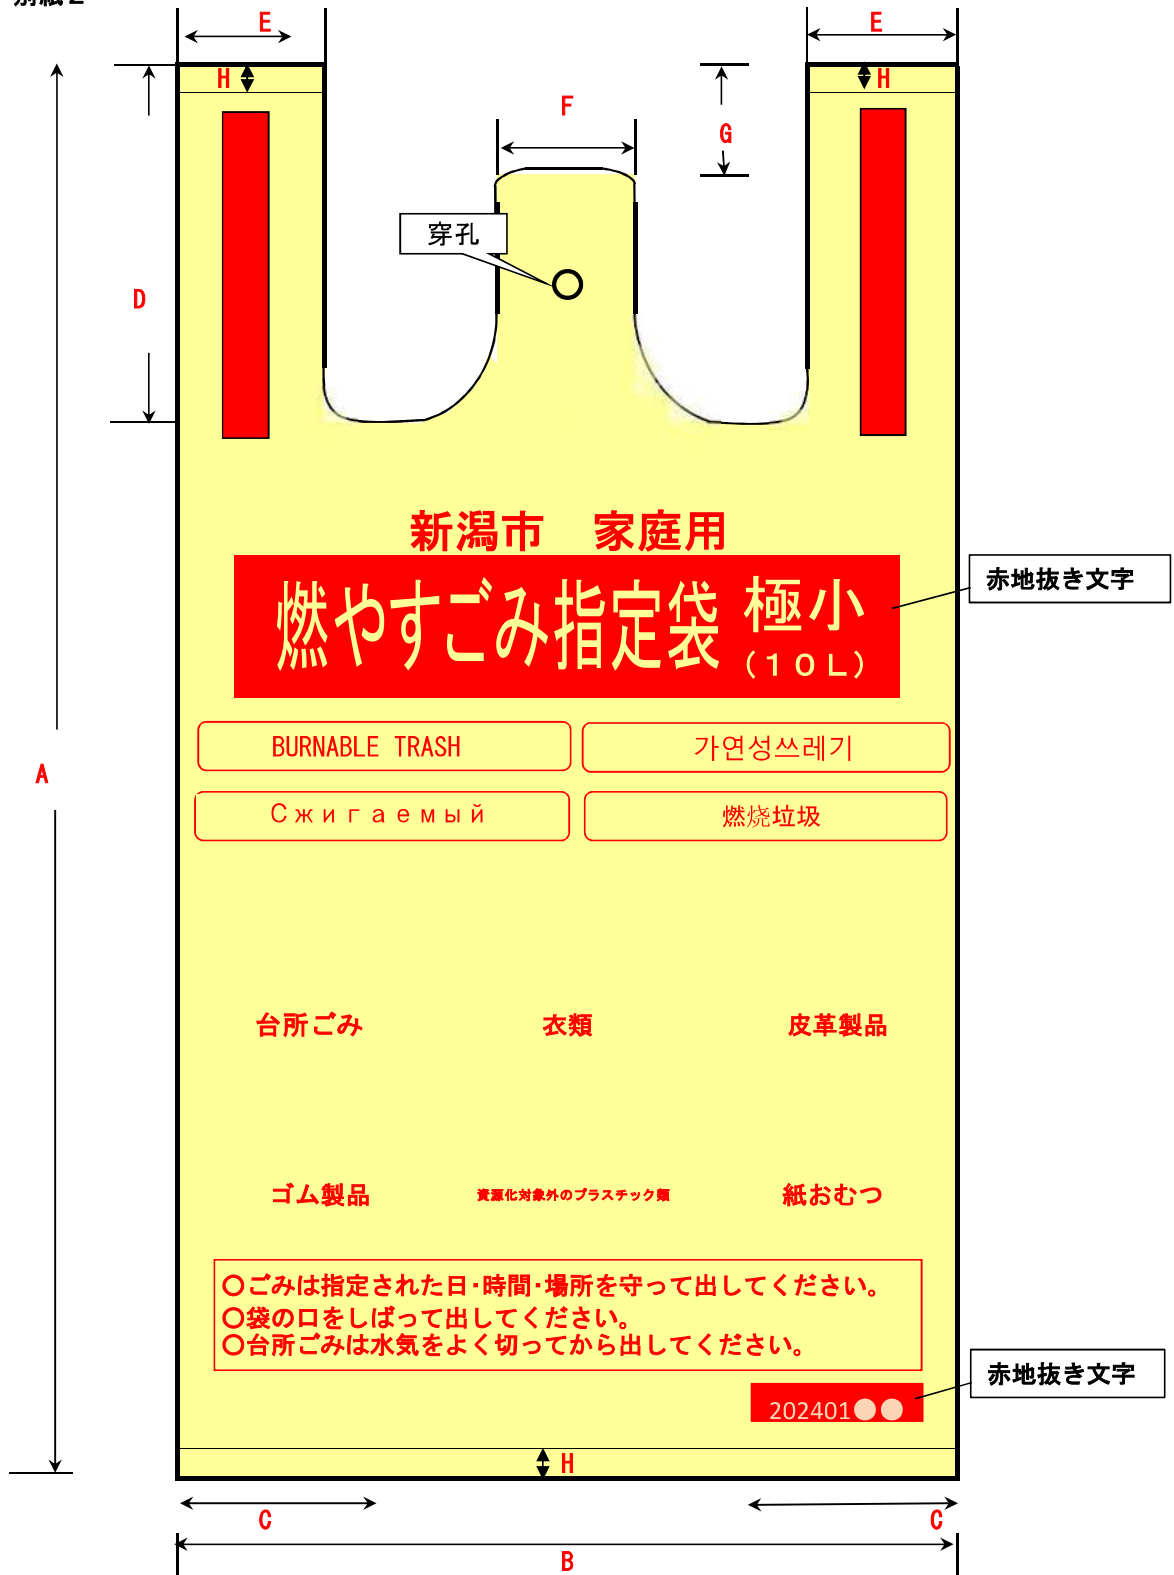 別紙2
E
E
H
H
F
G
穿孔
D
新潟市　家庭用
燃やすごみ指定袋 極小
(10L)
赤地抜き文字
BURNABLE TRASH
가연성쓰레기
A
Сжигаемый
燃烧垃圾
台所ごみ
衣類
皮革製品
ゴム製品
資源化対象外のプラスチック類
紙おむつ
○ごみは指定された日・時間・場所を守って出してください。
○袋の口をしばって出してください。
○台所ごみは水気をよく切ってから出してください。
赤地抜き文字
202401●●
H
C
C
B